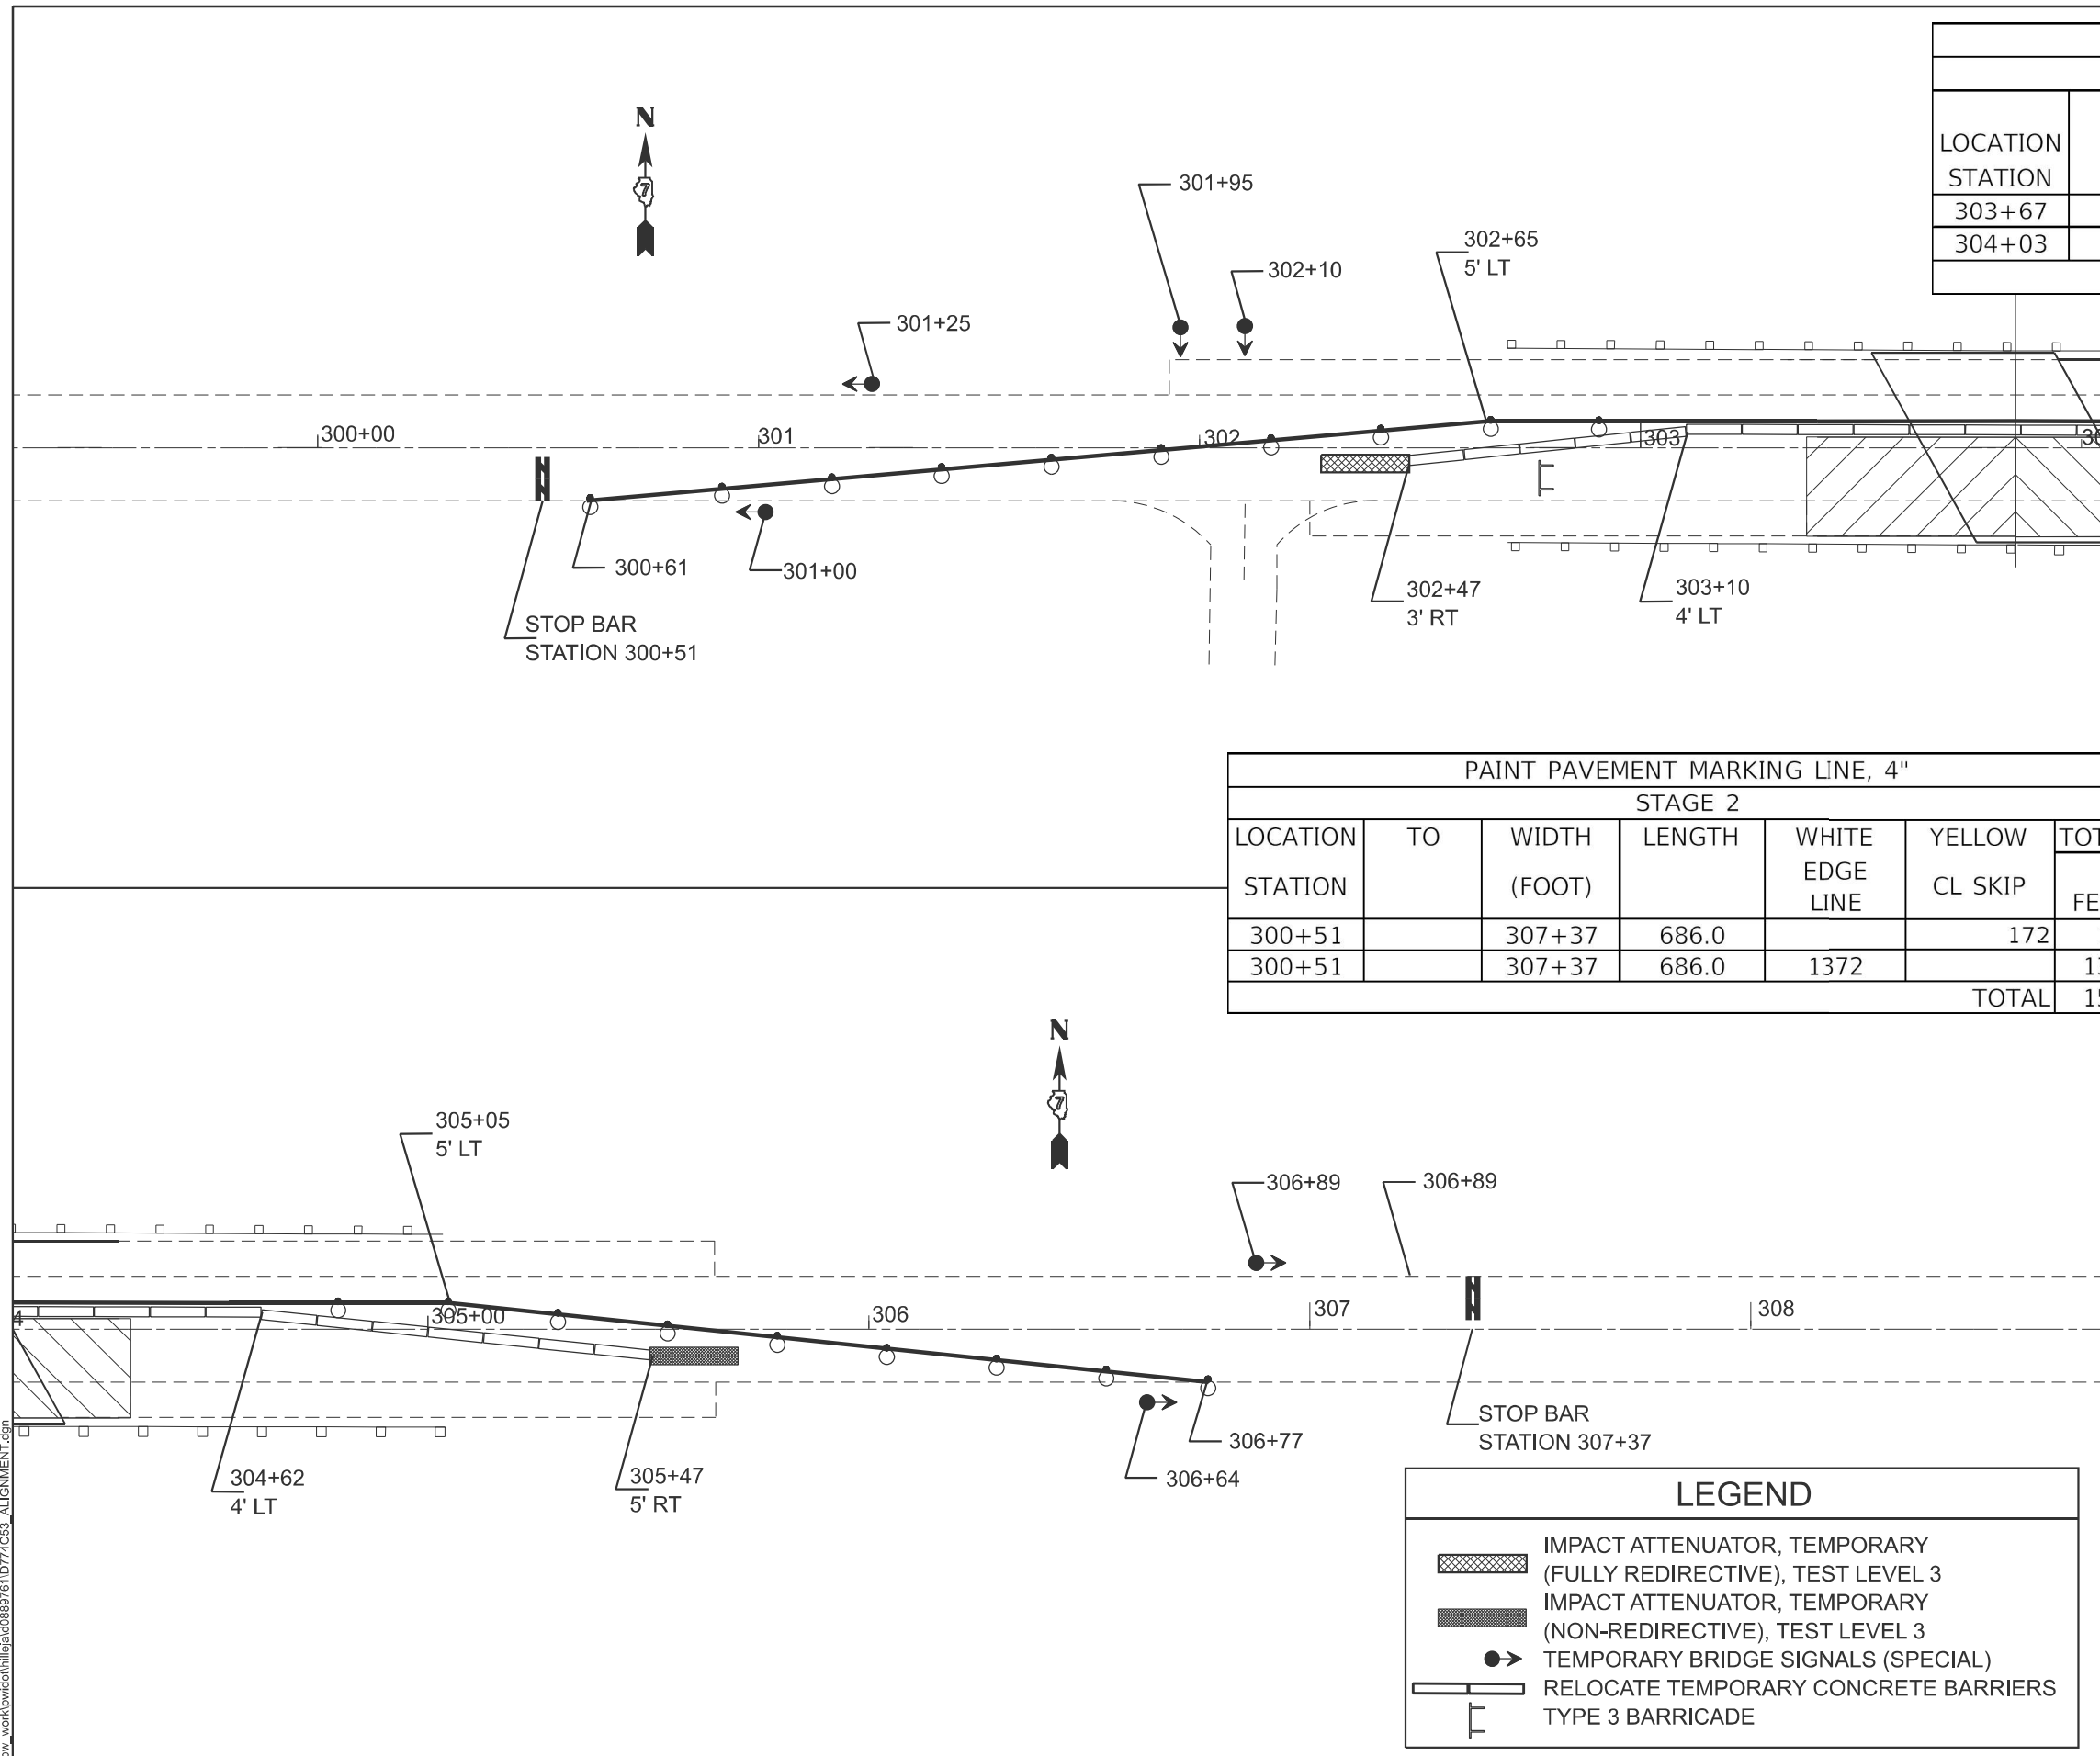 LOCATION
STATION
303+67
304+03
N
7
301+95
302+10
302+65
5' LT
301+25
300+00
301
302
303
300+61
301+00
302+47
3' RT
303+10
4' LT
STOP BAR
STATION 300+51
PAINT PAVEMENT MARKING LINE, 4"
STAGE 2
LOCATION STATION TO WIDTH (FOOT) LENGTH WHITE EDGE LINE YELLOW CL SKIP
300+51 307+37 686.0 172
300+51 307+37 686.0 1372
TOTAL
N
7
305+05
5' LT
306+89
306+89
305+00
306
307
308
304+62
4' LT
305+47
5' RT
306+77
306+64
STOP BAR
STATION 307+37
LEGEND
IMPACT ATTENUATOR, TEMPORARY
(FULLY REDIRECTIVE), TEST LEVEL 3
IMPACT ATTENUATOR, TEMPORARY
(NON-REDIRECTIVE), TEST LEVEL 3
TEMPORARY BRIDGE SIGNALS (SPECIAL)
RELOCATE TEMPORARY CONCRETE BARRIERS
TYPE 3 BARRICADE